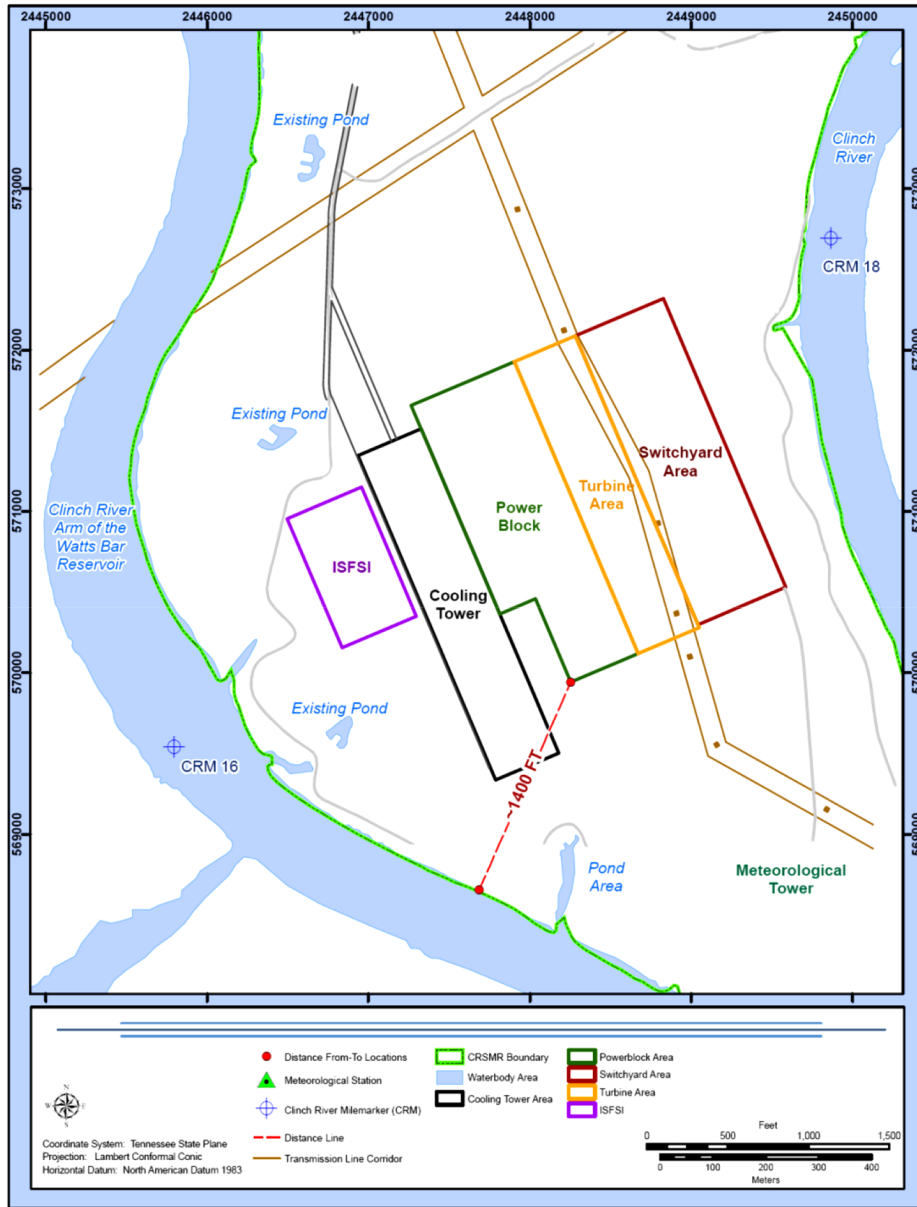 2445000 2446000 2447000 2448000 2449000 2450000
Existing Pond
Clinch
River
573000
573000
CRM 18
572000
572000
Existing Pond
Switchyard
Area
Turbine
Area
Power
Block
571000
571000
Clinch River
Arm of the
Watts Bar
Reservoir
ISFSI
Cooling
Tower
570000
570000
Existing Pond
CRM 16
~1400 FT
569000
569000
Pond
Area
Meteorological
Tower
Distance From-To Locations
Meteorological Station
Clinch River Milemarker (CRM)
Distance Line
Transmission Line Corridor
CRSMR Boundary
Waterbody Area
Cooling Tower Area
Powerblock Area
Switchyard Area
Turbine Area
ISFSI
N
W E
S
Coordinate System: Tennessee State Plane
Projection: Lambert Conformal Conic
Horizontal Datum: North American Datum 1983
Feet
0 500 1,000 1,500
0 100 200 300 400
Meters